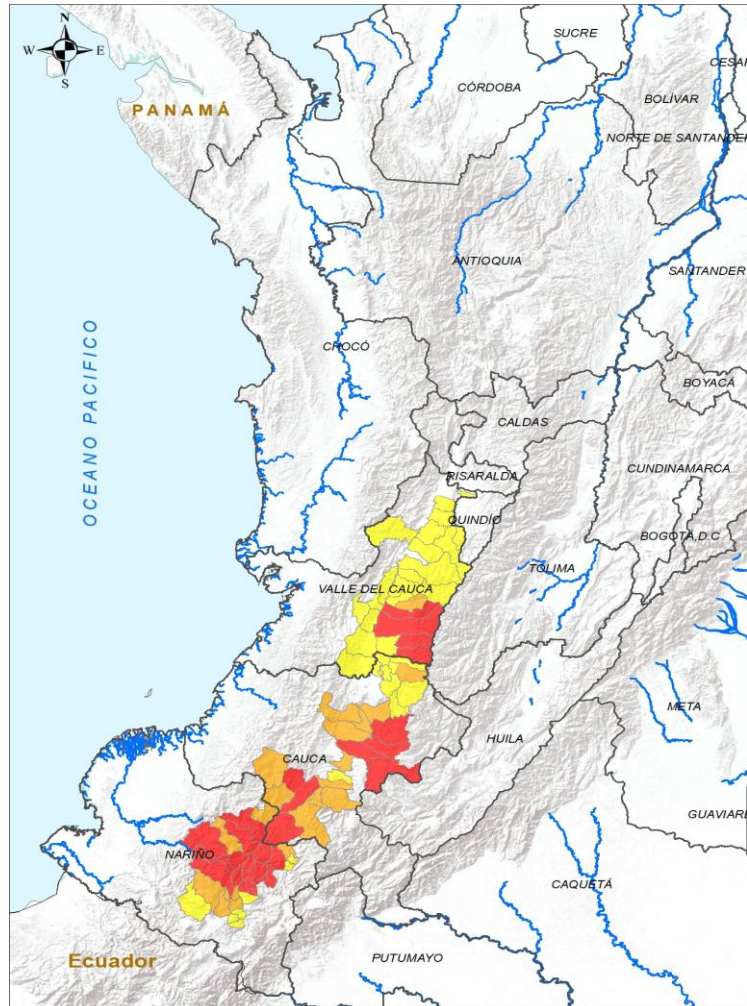 N
W E
S
SUCRE
CESAR
CÓRDOBA
BOLÍVAR
PANAMÁ
NORTE DE SANTANDER
ANTIOQUIA
SANTANDER
OCEANO PACIFICO
CHOCÓ
BOYACÁ
CALDAS
CUNDINAMARCA
RISARALDA
QUINDÍO
BOGOTÁ, D.C
TOLIMA
VALLE DEL CAUCA
META
HUILA
CAUCA
GUAVIARE
NARIÑO
CAQUETÁ
Ecuador
PUTUMAYO